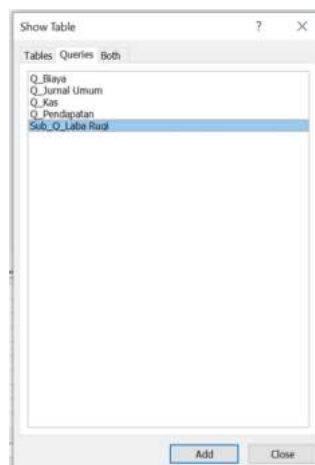 Show Table ? ×
Tables Queries Both
Q_Biaya
Q_Jurnal Umum
Q_Kas
Q_Pendapatan
Sub_Q_Laba Rugi
Add Close